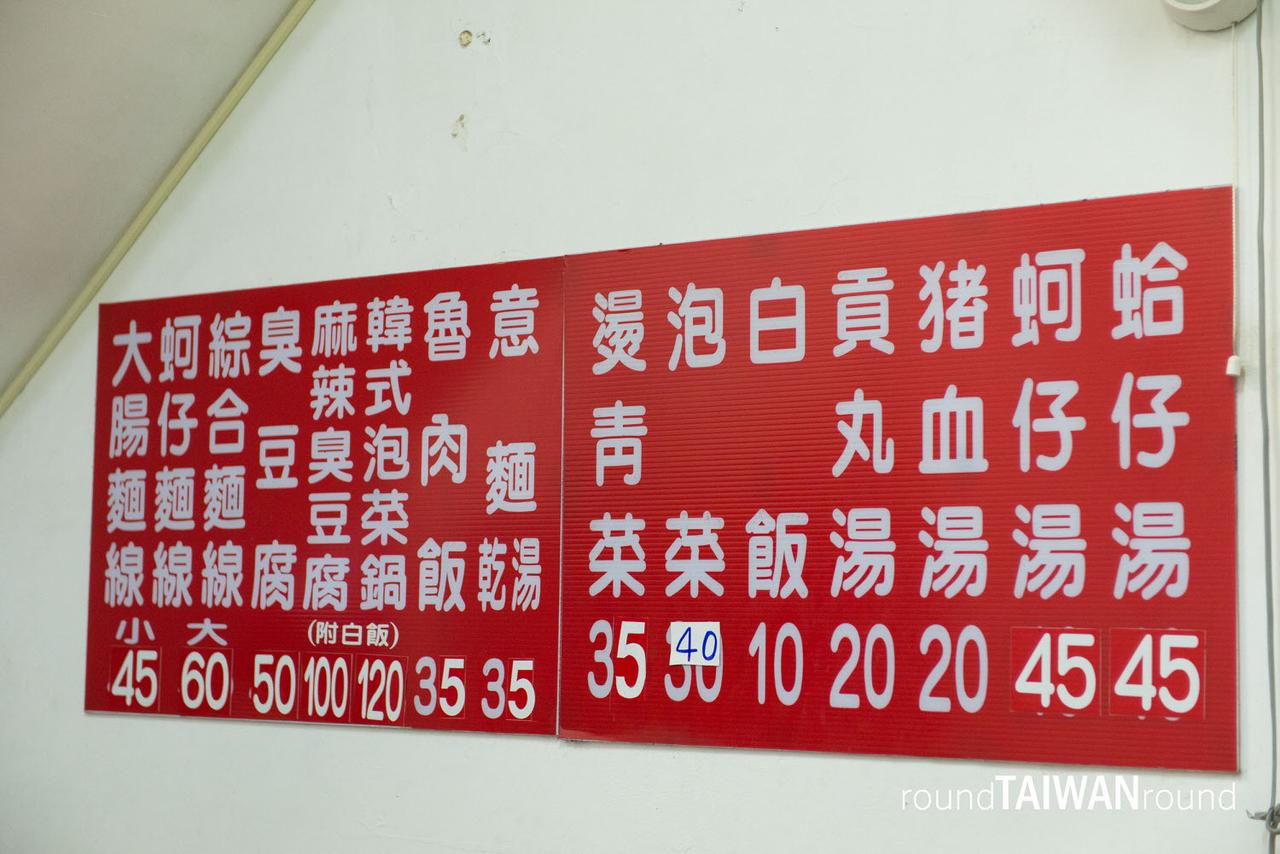 大腸麵線
蚵仔麵線
綜合麵線
小 45
大 60
臭豆腐 50
麻辣臭豆腐 100
韓式泡菜鍋 120
(附白飯)
魯肉飯 35
意麵 乾湯 35
燙青菜 35
泡菜 40
白飯 10
貢丸湯 20
猪血湯 20
蚵仔湯 45
蛤仔湯 45
roundTAIWANround